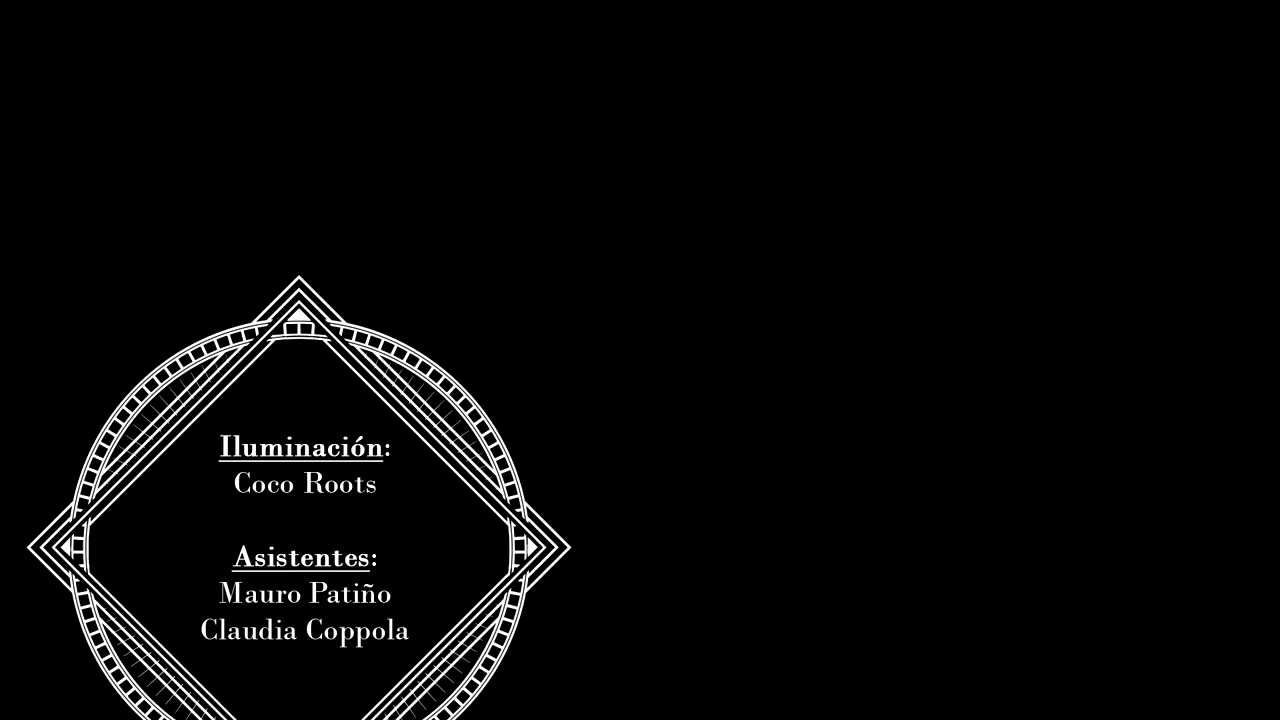 Iluminación:
Coco Roots
Asistentes:
Mauro Patiño
Claudia Coppola